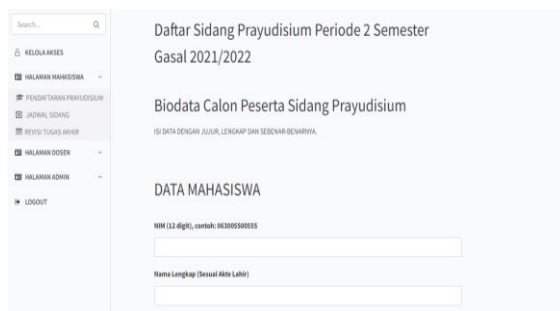 Search...
KELOLA AKSES
HALAMAN MAHASISWA
PENDAFTARAN PRAYUDISIUM
JADWAL SIDANG
REVISI TUGAS AKHIR
HALAMAN DOSEN
HALAMAN ADMIN
LOGOUT
Daftar Sidang Prayudisium Periode 2 Semester
Gasal 2021/2022
Biodata Calon Peserta Sidang Prayudisium
ISI DATA DENGAN JUJUR, LENGKAP DAN SEBENAR-BENARNYA.
DATA MAHASISWA
NIM (12 digit), contoh: 063005500555
Nama Lengkap (Sesuai Akte Lahir)